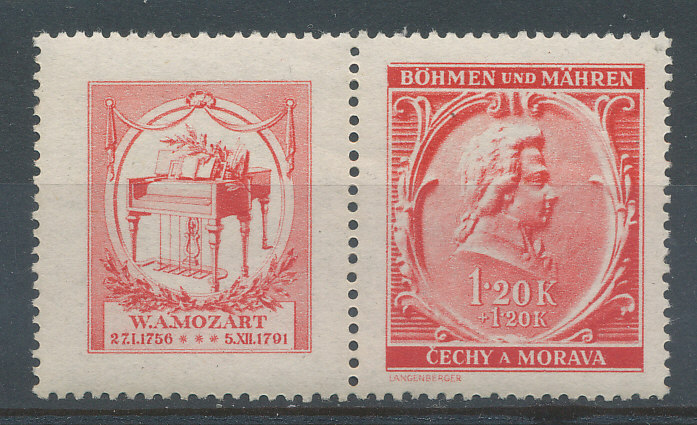 W.A.MOZART
27.I.1756 * * * 5.XII.1791
BÖHMEN UND MÄHREN
1·20 K
+1·20 K
ČECHY A MORAVA
LANGENBERGER